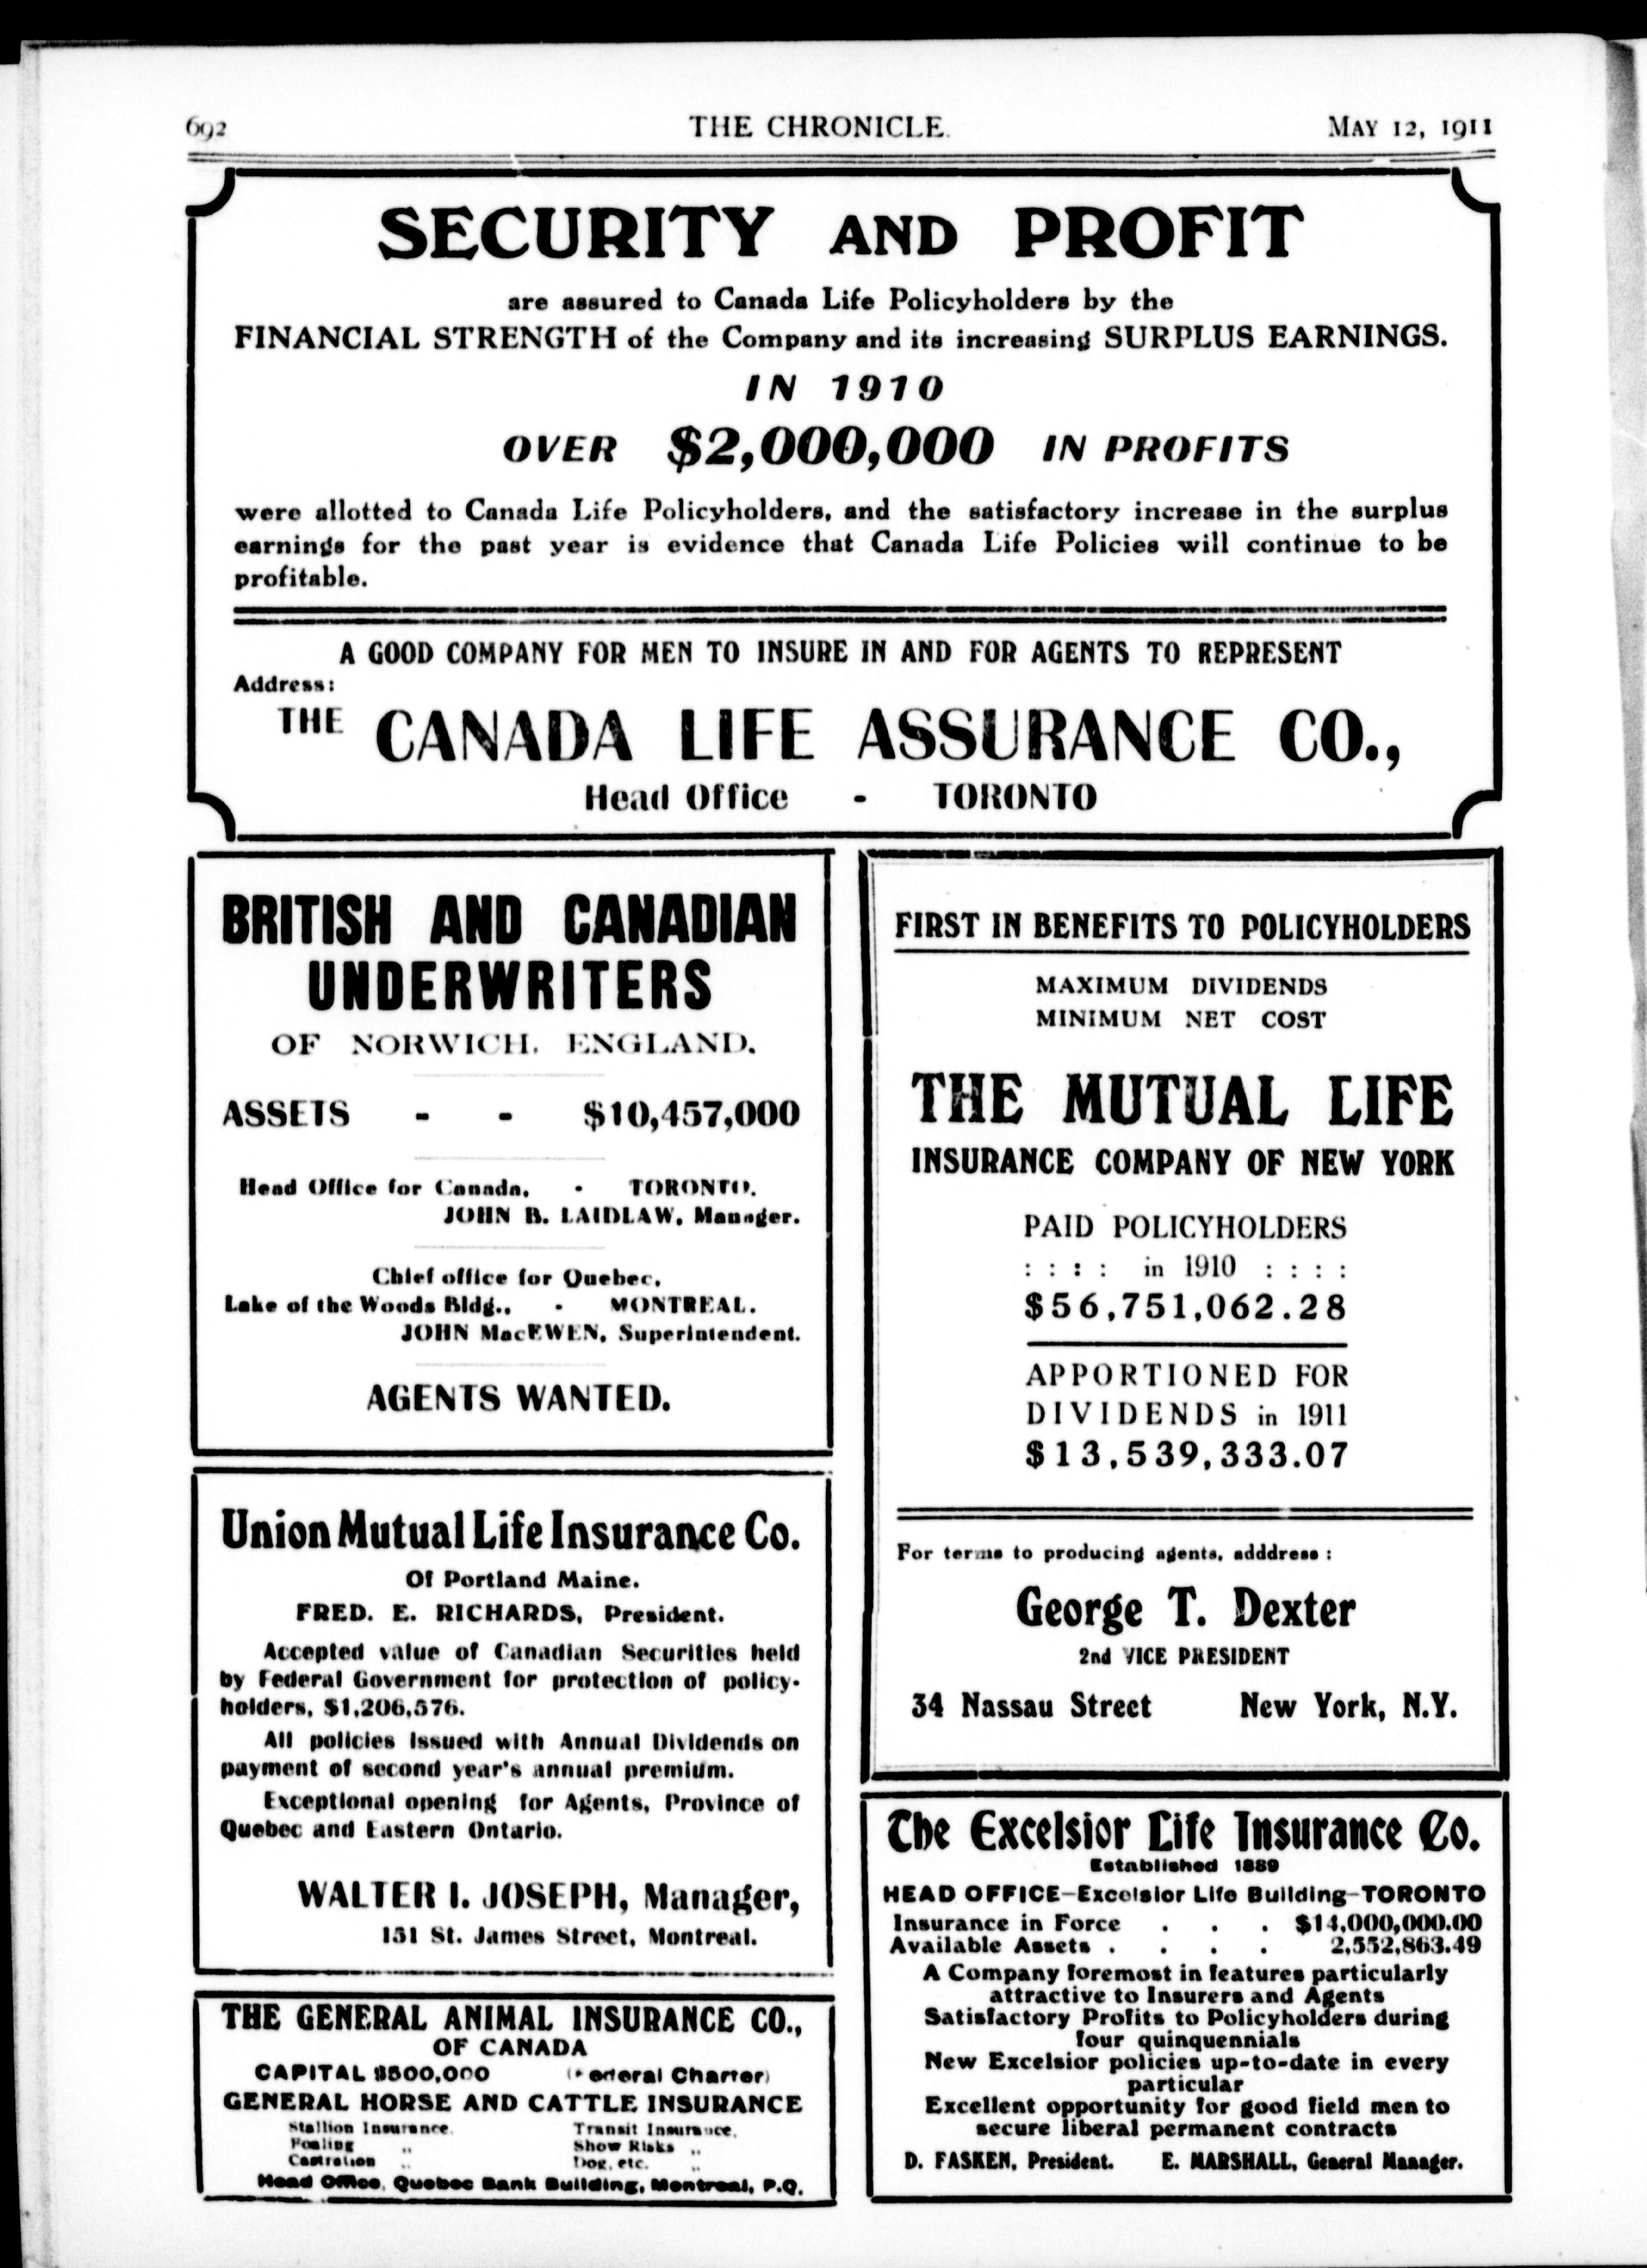 692 THE CHRONICLE. MAY 12, 1911
SECURITY AND PROFIT
are assured to Canada Life Policyholders by the
FINANCIAL STRENGTH of the Company and its increasing SURPLUS EARNINGS.
IN 1910
OVER $2,000,000 IN PROFITS
were allotted to Canada Life Policyholders, and the satisfactory increase in the surplus
earnings for the past year is evidence that Canada Life Policies will continue to be
profitable.
A GOOD COMPANY FOR MEN TO INSURE IN AND FOR AGENTS TO REPRESENT
Address:
THE CANADA LIFE ASSURANCE CO.,
Head Office - TORONTO
BRITISH AND CANADIAN
UNDERWRITERS
OF NORWICH, ENGLAND.
ASSETS - - $10,457,000
Head Office for Canada, - TORONTO.
JOHN B. LAIDLAW, Manager.
Chief office for Quebec,
Lake of the Woods Bldg., - MONTREAL.
JOHN MacEWEN, Superintendent.
AGENTS WANTED.
Union Mutual Life Insurance Co.
Of Portland Maine.
FRED. E. RICHARDS, President.
Accepted value of Canadian Securities held
by Federal Government for protection of policy-
holders, $1,206,576.
All policies issued with Annual Dividends on
payment of second year's annual premium.
Exceptional opening for Agents, Province of
Quebec and Eastern Ontario.
WALTER I. JOSEPH, Manager,
151 St. James Street, Montreal.
THE GENERAL ANIMAL INSURANCE CO.,
OF CANADA
CAPITAL $500,000 (Federal Charter)
GENERAL HORSE AND CATTLE INSURANCE
Stallion Insurance. Transit Insurance.
Foaling „ Show Risks „
Castration „ Dog, etc. „
Head Office, Quebec Bank Building, Montreal, P.Q.
FIRST IN BENEFITS TO POLICYHOLDERS
MAXIMUM DIVIDENDS
MINIMUM NET COST
THE MUTUAL LIFE
INSURANCE COMPANY OF NEW YORK
PAID POLICYHOLDERS
: : : : in 1910 : : : :
$56,751,062.28
APPORTIONED FOR
DIVIDENDS in 1911
$13,539,333.07
For terms to producing agents, adddress :
George T. Dexter
2nd VICE PRESIDENT
34 Nassau Street New York, N.Y.
The Excelsior Life Insurance Co.
Established 1889
HEAD OFFICE-Excelsior Life Building-TORONTO
Insurance in Force . . . $14,000,000.00
Available Assets . . . . 2,552,863.49
A Company foremost in features particularly
attractive to Insurers and Agents
Satisfactory Profits to Policyholders during
four quinquennials
New Excelsior policies up-to-date in every
particular
Excellent opportunity for good field men to
secure liberal permanent contracts
D. FASKEN, President. E. MARSHALL, General Manager.